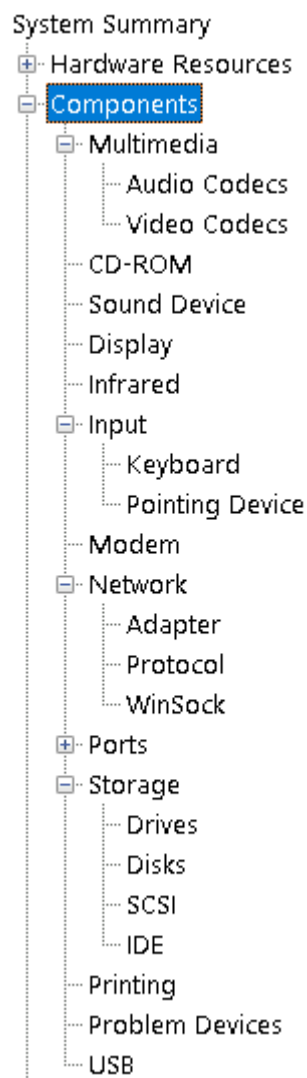 System Summary
Hardware Resources
Components
Multimedia
Audio Codecs
Video Codecs
CD-ROM
Sound Device
Display
Infrared
Input
Keyboard
Pointing Device
Modem
Network
Adapter
Protocol
WinSock
Ports
Storage
Drives
Disks
SCSI
IDE
Printing
Problem Devices
USB